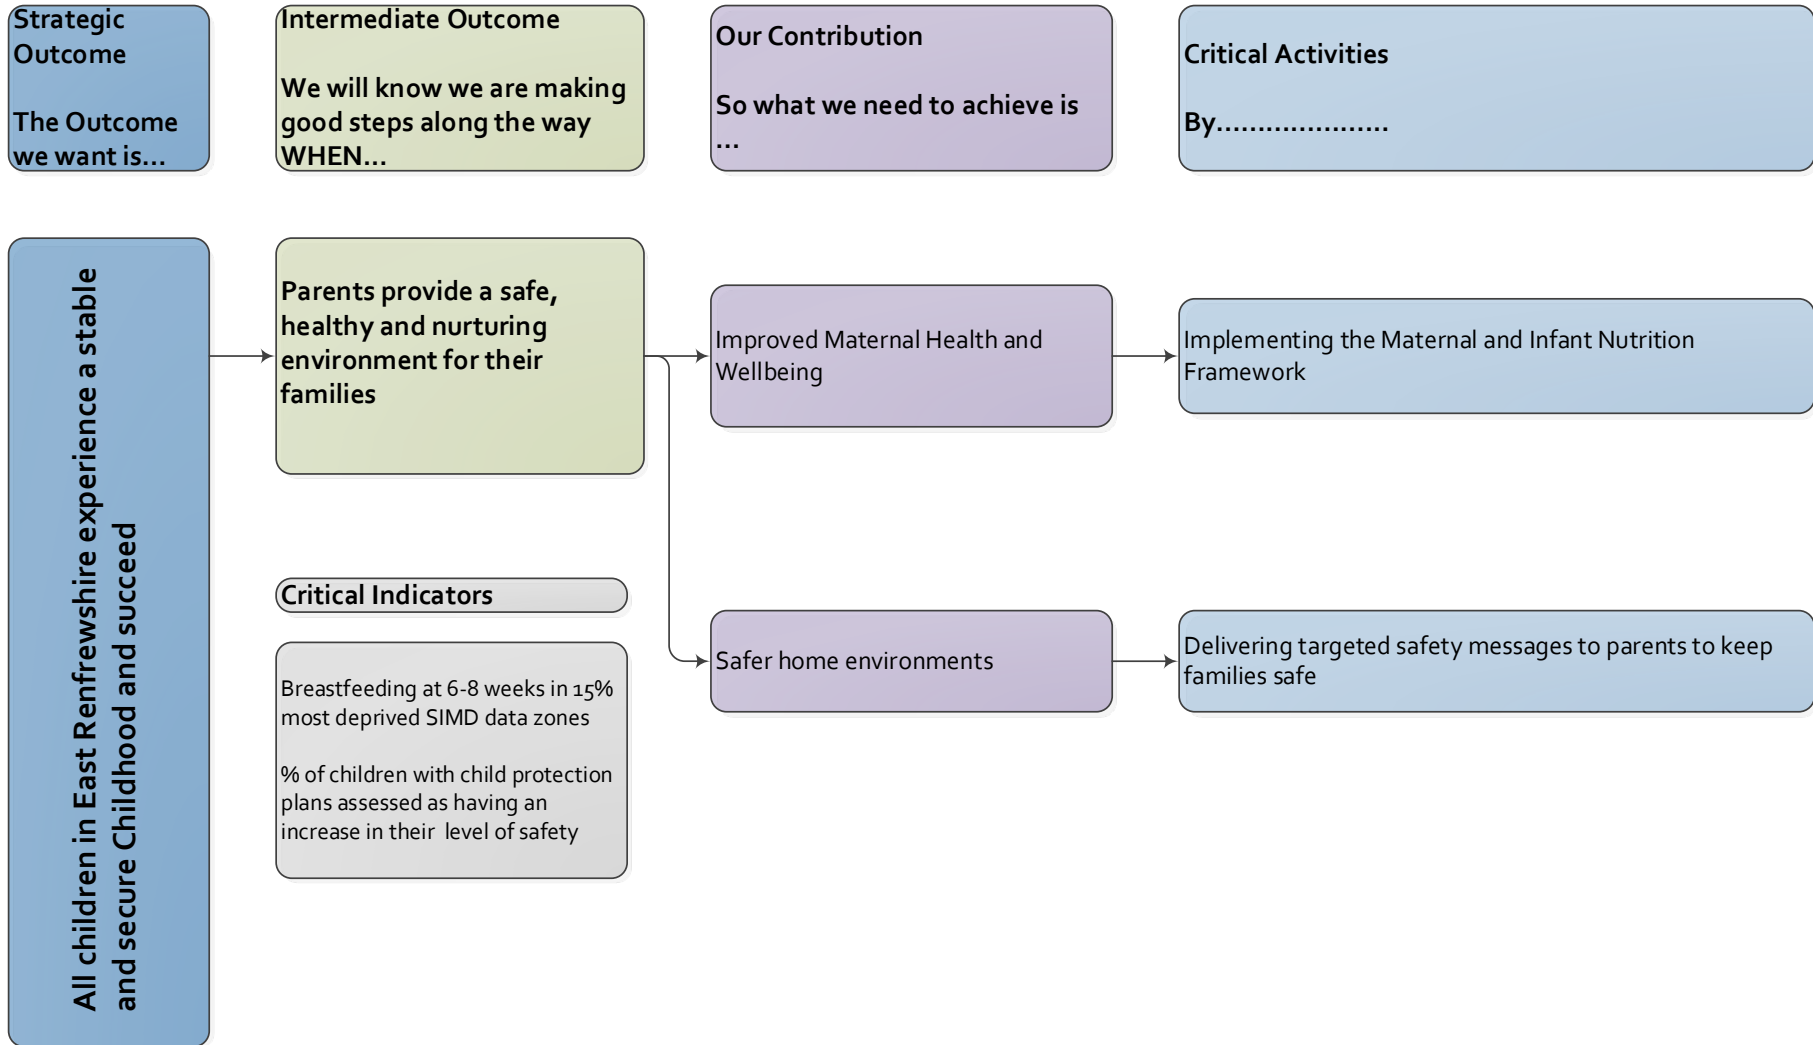 Strategic
Outcome
The Outcome
we want is...
Intermediate Outcome
We will know we are making
good steps along the way
WHEN...
Our Contribution
So what we need to achieve is
...
Critical Activities
By.....................
All children in East Renfrewshire experience a stable
and secure Childhood and succeed
Parents provide a safe,
healthy and nurturing
environment for their
families
Improved Maternal Health and
Wellbeing
Implementing the Maternal and Infant Nutrition
Framework
Critical Indicators
Breastfeeding at 6-8 weeks in 15%
most deprived SIMD data zones
% of children with child protection
plans assessed as having an
increase in their level of safety
Safer home environments
Delivering targeted safety messages to parents to keep
families safe